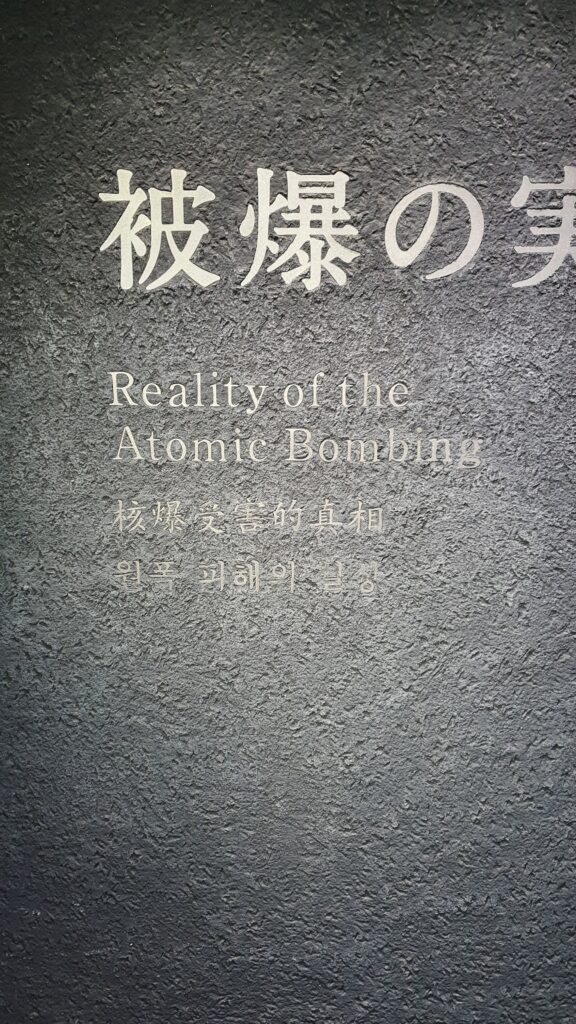 被爆の実
Reality of the
Atomic Bombing
核爆受害的真相
원폭 피해의 실상